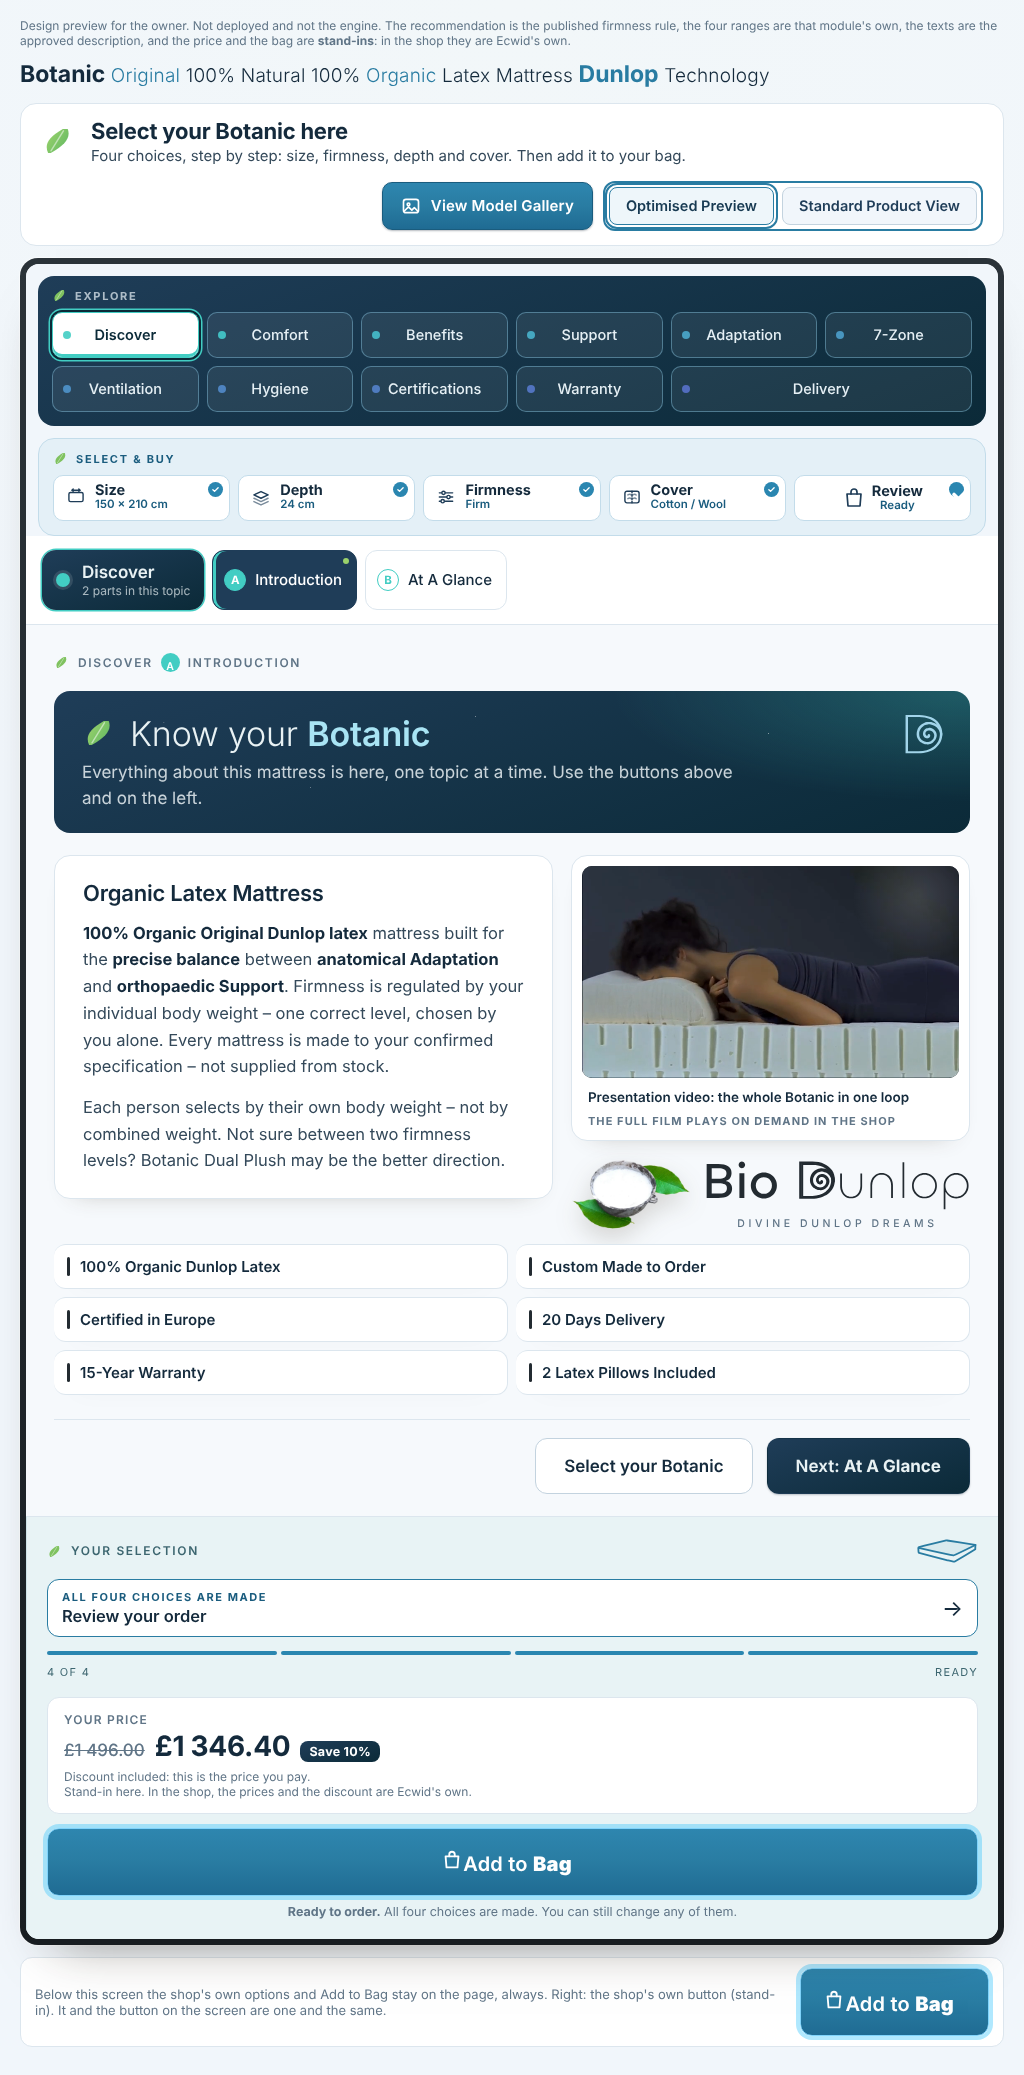 Design preview for the owner. Not deployed and not the engine. The recommendation is the published firmness rule, the four ranges are that module's own, the texts are the
approved description, and the price and the bag are stand-ins: in the shop they are Ecwid's own.
Botanic Original 100% Natural 100% Organic Latex Mattress Dunlop Technology
Select your Botanic here
Four choices, step by step: size, firmness, depth and cover. Then add it to your bag.
View Model Gallery
Optimised Preview
Standard Product View
EXPLORE
Discover
Comfort
Benefits
Support
Adaptation
7-Zone
Ventilation
Hygiene
Certifications
Warranty
Delivery
SELECT & BUY
Size
150 × 210 cm
Depth
24 cm
Firmness
Firm
Cover
Cotton / Wool
Review
Ready
Discover
2 parts in this topic
A Introduction
B At A Glance
DISCOVER A INTRODUCTION
Know your Botanic
Everything about this mattress is here, one topic at a time. Use the buttons above
and on the left.
Organic Latex Mattress
100% Organic Original Dunlop latex mattress built for
the precise balance between anatomical Adaptation
and orthopaedic Support. Firmness is regulated by your
individual body weight – one correct level, chosen by
you alone. Every mattress is made to your confirmed
specification – not supplied from stock.
Each person selects by their own body weight – not by
combined weight. Not sure between two firmness
levels? Botanic Dual Plush may be the better direction.
Presentation video: the whole Botanic in one loop
THE FULL FILM PLAYS ON DEMAND IN THE SHOP
Bio Dunlop
DIVINE DUNLOP DREAMS
100% Organic Dunlop Latex
Custom Made to Order
Certified in Europe
20 Days Delivery
15-Year Warranty
2 Latex Pillows Included
Select your Botanic
Next: At A Glance
YOUR SELECTION
ALL FOUR CHOICES ARE MADE
Review your order
4 OF 4
READY
YOUR PRICE
£1 496.00 £1 346.40 Save 10%
Discount included: this is the price you pay.
Stand-in here. In the shop, the prices and the discount are Ecwid's own.
Add to Bag
Ready to order. All four choices are made. You can still change any of them.
Below this screen the shop's own options and Add to Bag stay on the page, always. Right: the shop's own button (stand-
in). It and the button on the screen are one and the same.
Add to Bag